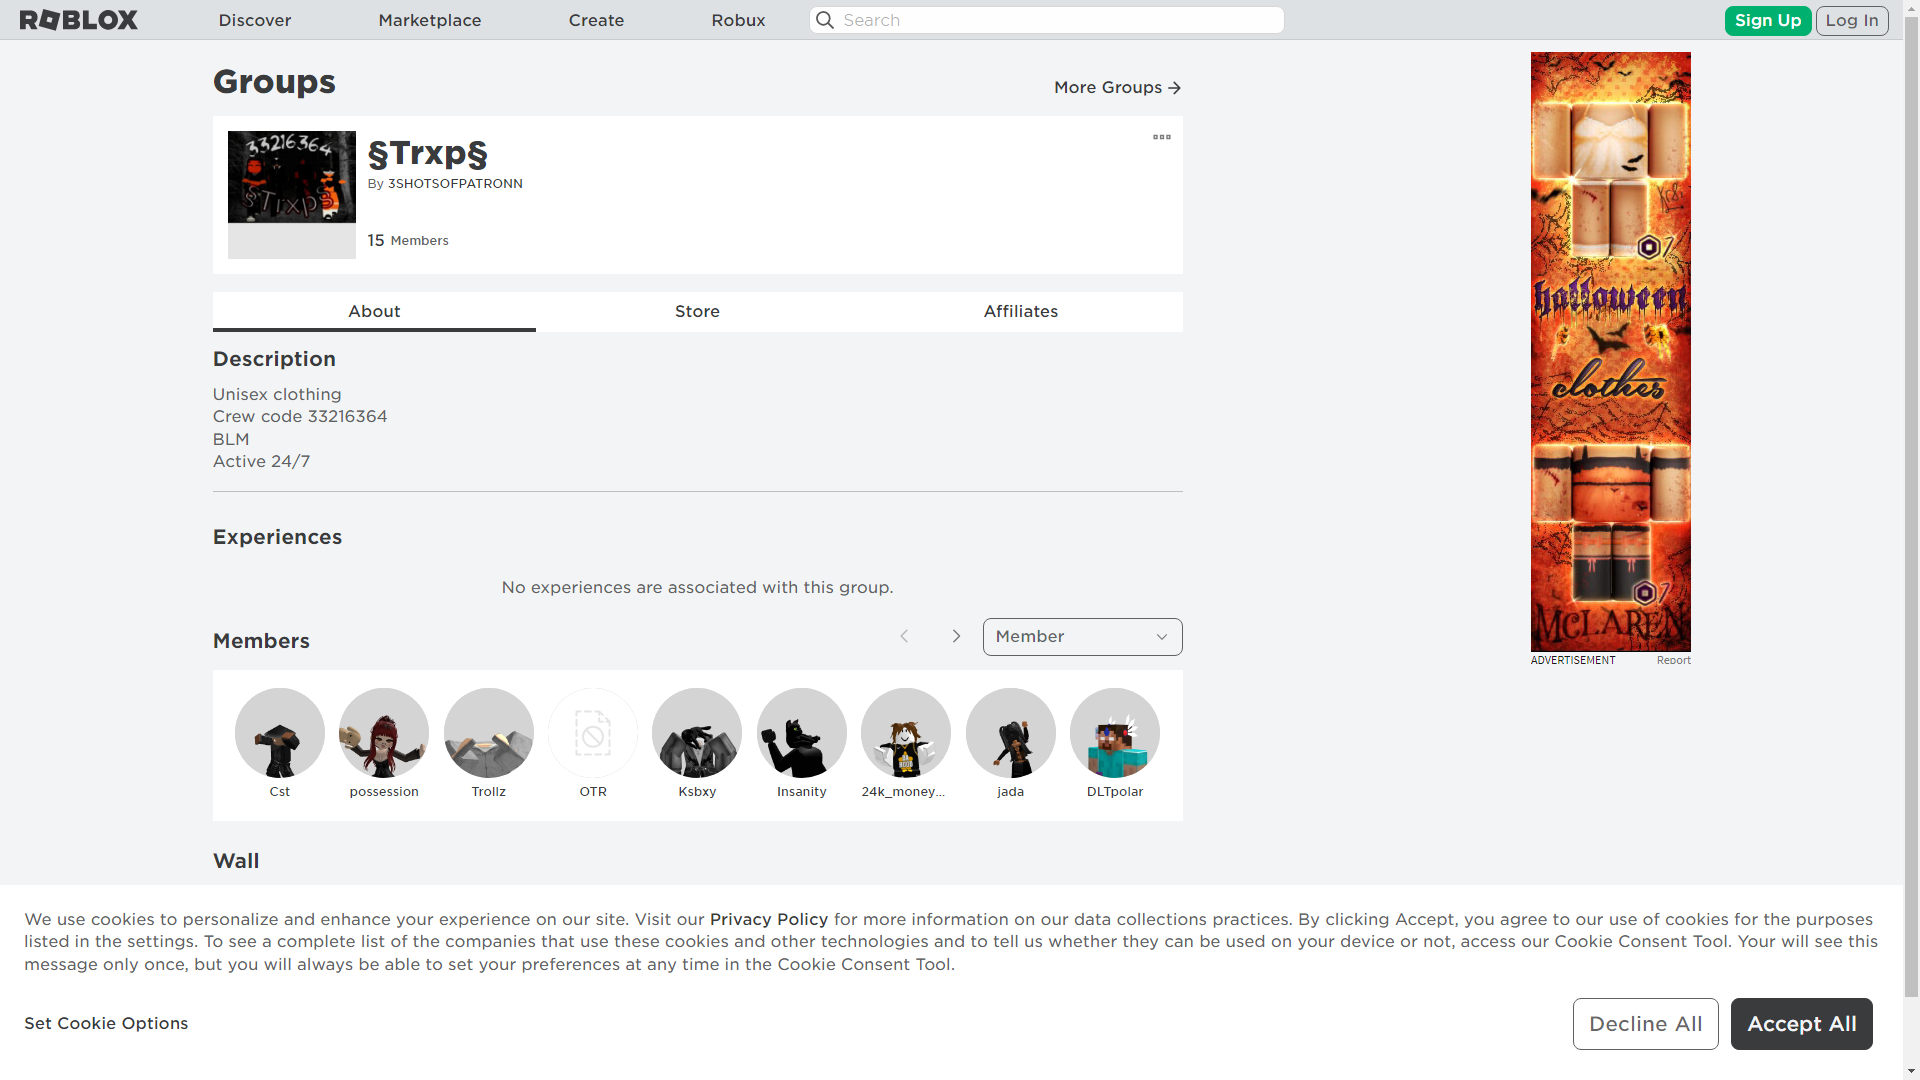 ROBLOX
Discover
Marketplace
Create
Robux
Search
Sign Up
Log In
Groups
More Groups
33216364
§Trxp§
§Trxp§
By 3SHOTSOFPATRONN
15 Members
About
Store
Affiliates
Description
Unisex clothing
Crew code 33216364
BLM
Active 24/7
Experiences
No experiences are associated with this group.
Members
Member
Cst
possession
Trollz
OTR
Ksbxy
Insanity
24k_money...
jada
DLTpolar
Wall
7
halloween
clothes
7
MCLAREN
ADVERTISEMENT
Report
We use cookies to personalize and enhance your experience on our site. Visit our Privacy Policy for more information on our data collections practices. By clicking Accept, you agree to our use of cookies for the purposes
listed in the settings. To see a complete list of the companies that use these cookies and other technologies and to tell us whether they can be used on your device or not, access our Cookie Consent Tool. Your will see this
message only once, but you will always be able to set your preferences at any time in the Cookie Consent Tool.
Set Cookie Options
Decline All
Accept All